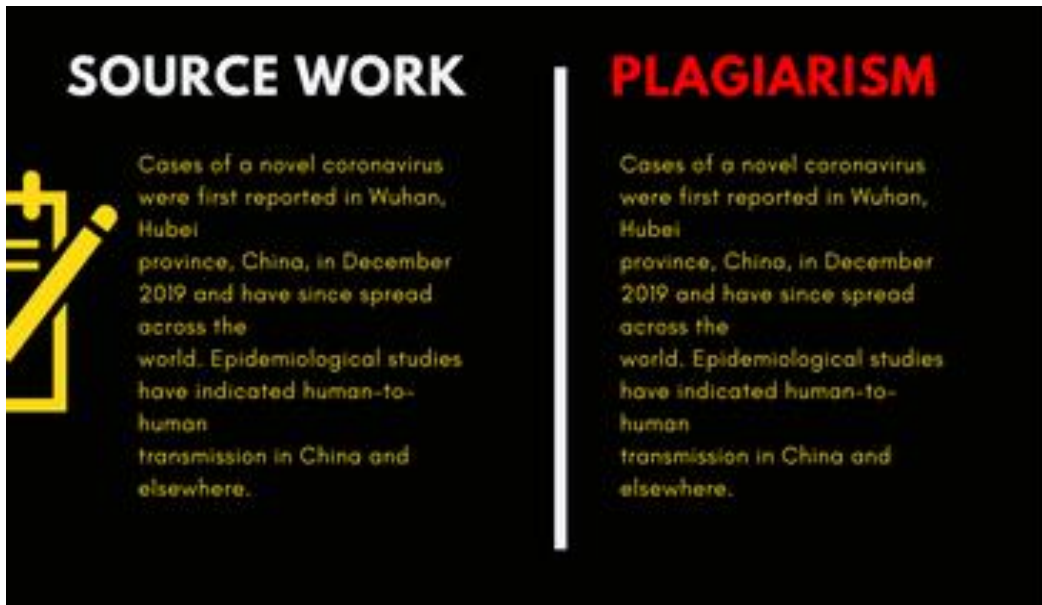 SOURCE WORK
Cases of a novel coronavirus
were first reported in Wuhan,
Hubei
province, China, in December
2019 and have since spread
across the
world. Epidemiological studies
have indicated human-to-
human
transmission in China and
elsewhere.
PLAGIARISM
Cases of a novel coronavirus
were first reported in Wuhan,
Hubei
province, China, in December
2019 and have since spread
across the
world. Epidemiological studies
have indicated human-to-
human
transmission in China and
elsewhere.